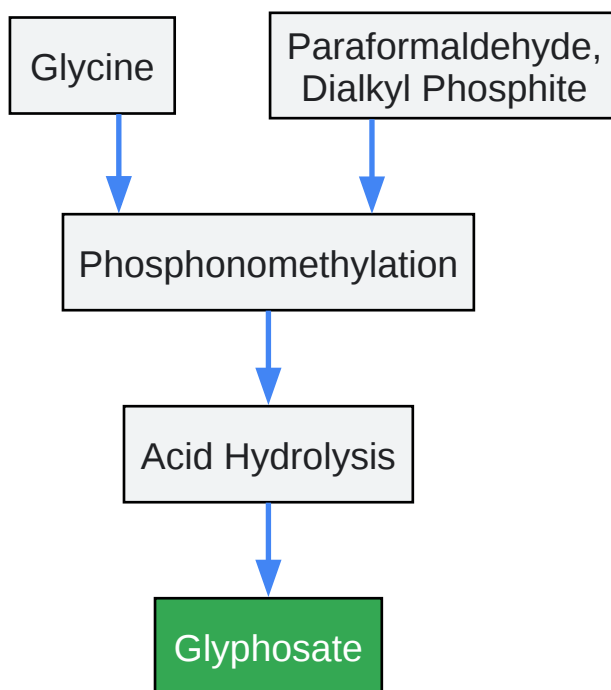 Glycine
Paraformaldehyde,
Dialkyl Phosphite
Phosphonomethylation
Acid Hydrolysis
Glyphosate